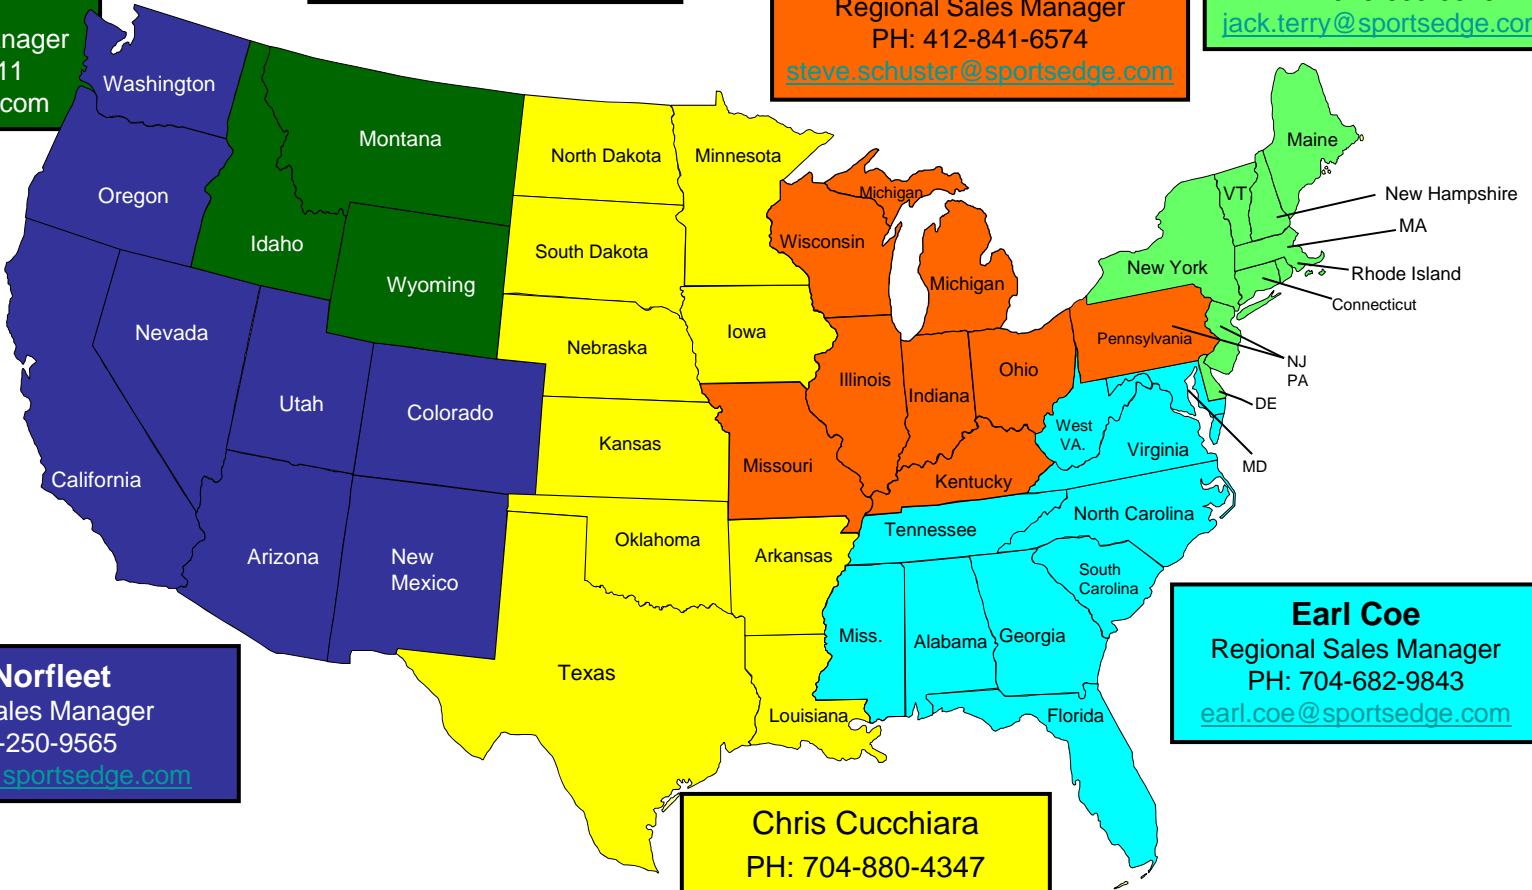 Regional Sales Manager
PH: 412-841-6574
steve.schuster@sportsedge.com
jack.terry@sportsedge.com
11
.com
Washington
Oregon
California
Nevada
Idaho
Montana
Wyoming
Utah
Colorado
Arizona
New
Mexico
North Dakota
South Dakota
Nebraska
Kansas
Oklahoma
Texas
Minnesota
Iowa
Missouri
Arkansas
Louisiana
Wisconsin
Michigan
Michigan
Illinois
Indiana
Ohio
Kentucky
Pennsylvania
Tennessee
Miss.
Alabama
Georgia
Florida
South
Carolina
North Carolina
Virginia
West
VA.
New York
VT
Maine
New Hampshire
MA
Rhode Island
Connecticut
NJ
PA
DE
MD
Norfleet
ales Manager
-250-9565
sportsedge.com
Chris Cucchiara
PH: 704-880-4347
Earl Coe
Regional Sales Manager
PH: 704-682-9843
earl.coe@sportsedge.com